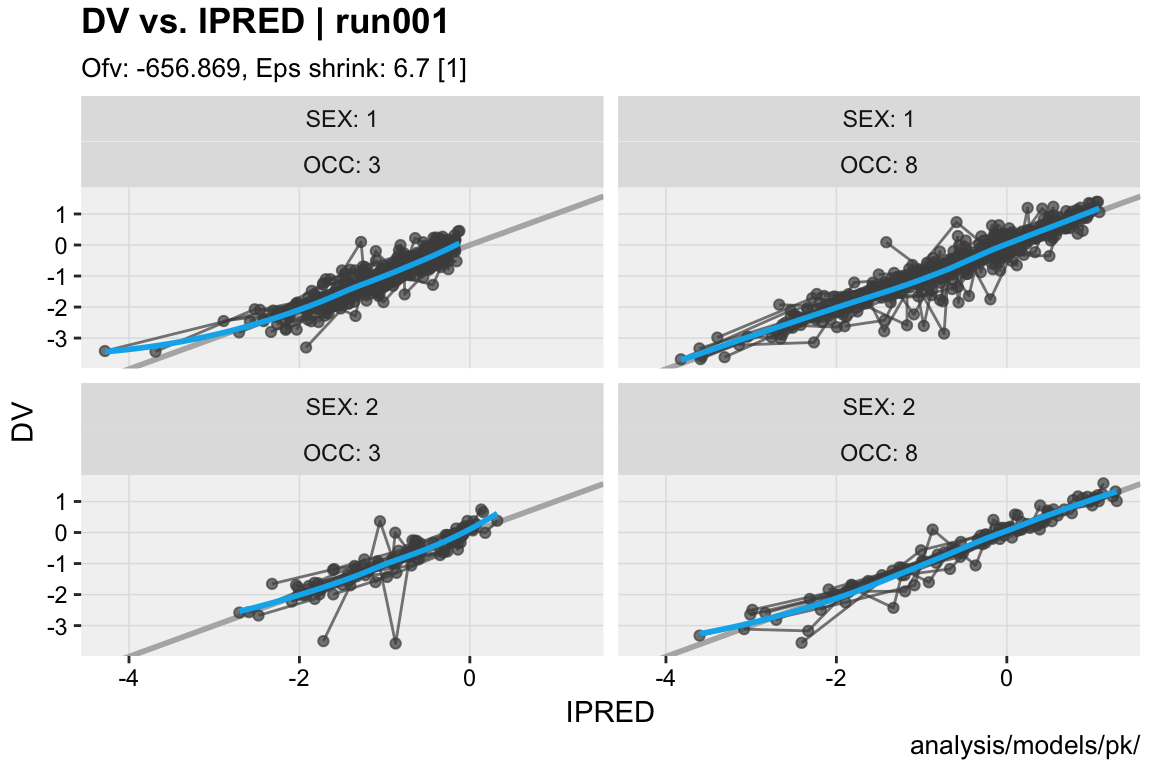 DV vs. IPRED | run001
Ofv: -656.869, Eps shrink: 6.7 [1]
SEX: 1
OCC: 3
SEX: 1
OCC: 8
1
0
-1
-2
-3
SEX: 2
OCC: 3
SEX: 2
OCC: 8
1
0
-1
-2
-3
DV
-4
-2
0
-4
-2
0
IPRED
analysis/models/pk/